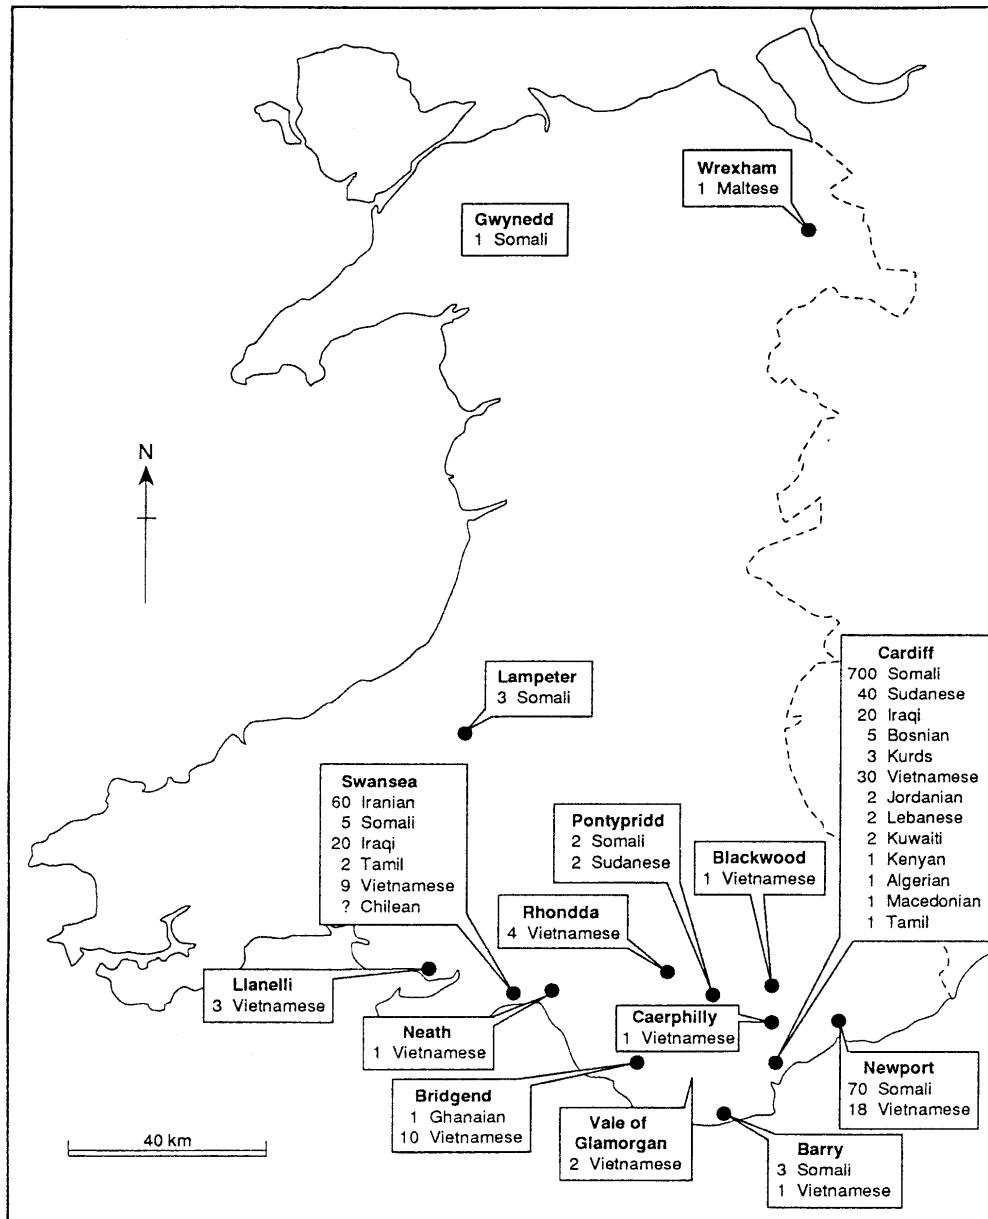 Wrexham
1 Maltese
Gwynedd
1 Somali
N
Cardiff
700 Somali
40 Sudanese
20 Iraqi
5 Bosnian
3 Kurds
30 Vietnamese
2 Jordanian
2 Lebanese
2 Kuwaiti
1 Kenyan
1 Algerian
1 Macedonian
1 Tamil
Lampeter
3 Somali
Swansea
60 Iranian
5 Somali
20 Iraqi
2 Tamil
9 Vietnamese
? Chilean
Pontypridd
2 Somali
2 Sudanese
Blackwood
1 Vietnamese
Rhondda
4 Vietnamese
Llanelli
3 Vietnamese
Neath
1 Vietnamese
Caerphilly
1 Vietnamese
Newport
70 Somali
18 Vietnamese
Bridgend
1 Ghanaian
10 Vietnamese
Vale of
Glamorgan
2 Vietnamese
Barry
3 Somali
1 Vietnamese
40 km